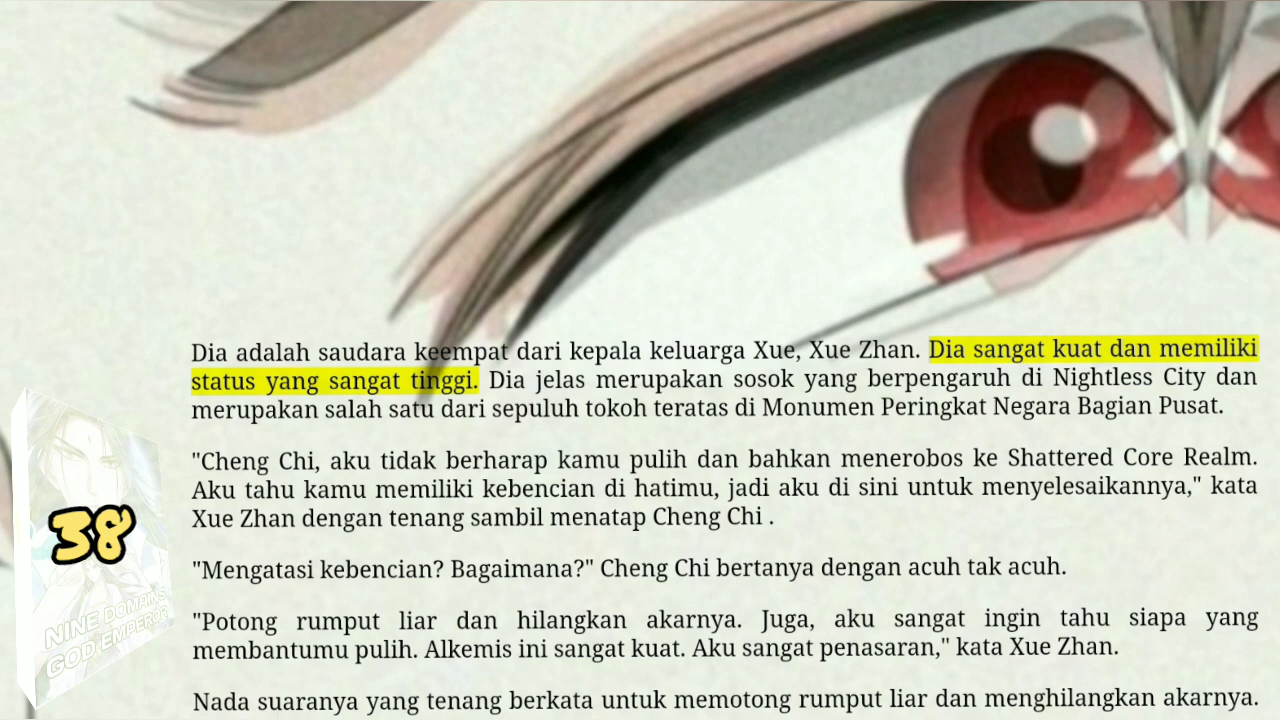 Dia adalah saudara keempat dari kepala keluarga Xue, Xue Zhan. Dia sangat kuat dan memiliki
status yang sangat tinggi. Dia jelas merupakan sosok yang berpengaruh di Nightless City dan
merupakan salah satu dari sepuluh tokoh teratas di Monumen Peringkat Negara Bagian Pusat.
"Cheng Chi, aku tidak berharap kamu pulih dan bahkan menerobos ke Shattered Core Realm.
Aku tahu kamu memiliki kebencian di hatimu, jadi aku di sini untuk menyelesaikannya," kata
Xue Zhan dengan tenang sambil menatap Cheng Chi .
"Mengatasi kebencian? Bagaimana?" Cheng Chi bertanya dengan acuh tak acuh.
"Potong rumput liar dan hilangkan akarnya. Juga, aku sangat ingin tahu siapa yang
membantumu pulih. Alkemis ini sangat kuat. Aku sangat penasaran," kata Xue Zhan.
Nada suaranya yang tenang berkata untuk memotong rumput liar dan menghilangkan akarnya.
38
NINE DOMAINS
GOD EMPEROR